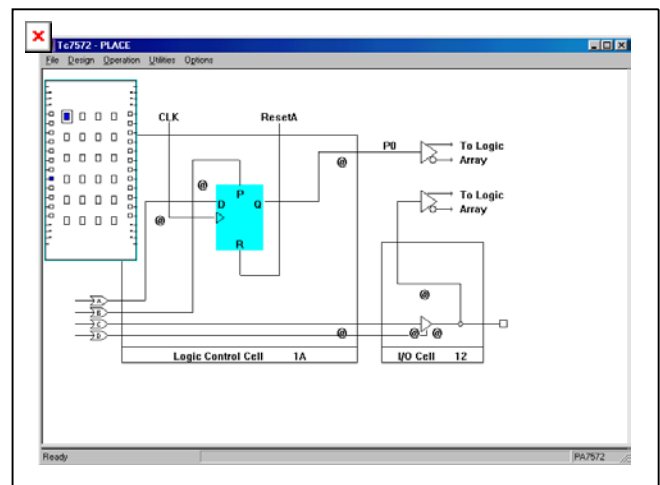 Tc7572 - PLACE
File Design Operation Utilities Options
CLK
ResetA
P0
To Logic
Array
@
@
P
D
Q
To Logic
Array
@
R
@
A
B
C
D
@
@
@
Logic Control Cell 1A
I/O Cell 12
Ready
PA7572